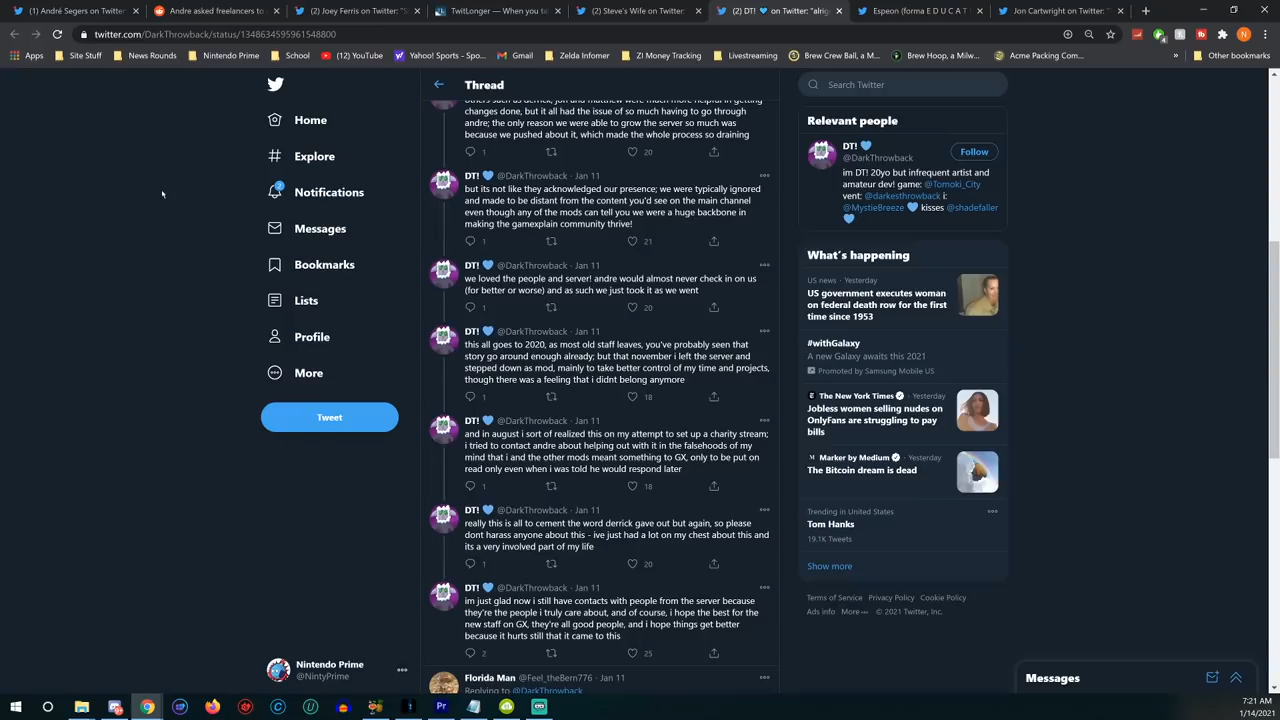 (2) Twitter
Andre asked freelancers to
(2) Joey Ferris on Twitter: "S
TwitLonger — When you ta
(2) Steve's Wife on Twitter:
(2) DT! 💙 on Twitter: "alrig
Espeon (forma E D U C A T
Jon Cartwright on Twitter: "
twitter.com/DarkThrowback/status/1348634595961548800
Apps
Site Stuff
News Rounds
Nintendo Prime
School
(12) YouTube
Yahoo! Sports - Spo...
Gmail
Zelda Infomer
ZI Money Tracking
Livestreaming
Brew Crew Ball, a M...
Brew Hoop, a Milw...
Acme Packing Com...
»
Other bookmarks
Home
Explore
2
Notifications
Messages
Bookmarks
Lists
Profile
More
Tweet
Nintendo Prime
@NintyPrime
Thread
others such as derrick, jon and matthew were much more helpful in getting
changes done, but it all had the issue of so much having to go through
andre; the only reason we were able to grow the server so much was
because we pushed about it, which made the whole process so draining
1 20
DT! 💙 @DarkThrowback · Jan 11
but its not like they acknowledged our presence; we were typically ignored
and made to be distant from the content you'd see on the main channel
even though any of the mods can tell you we were a huge backbone in
making the gamexplain community thrive!
1 21
DT! 💙 @DarkThrowback · Jan 11
we loved the people and server! andre would almost never check in on us
(for better or worse) and as such we just took it as we went
1 20
DT! 💙 @DarkThrowback · Jan 11
this all goes to 2020, as most old staff leaves, you've probably seen that
story go around enough already; but that november i left the server and
stepped down as mod, mainly to take better control of my time and projects,
though there was a feeling that i didnt belong anymore
1 18
DT! 💙 @DarkThrowback · Jan 11
and in august i sort of realized this on my attempt to set up a charity stream;
i tried to contact andre about helping out with it in the falsehoods of my
mind that i and the other mods meant something to GX, only to be put on
read only even when i was told he would respond later
1 18
DT! 💙 @DarkThrowback · Jan 11
really this is all to cement the word derrick gave out but again, so please
dont harass anyone about this - ive just had a lot on my chest about this and
its a very involved part of my life
1 20
DT! 💙 @DarkThrowback · Jan 11
im just glad now i still have contacts with people from the server because
they're the people i truly care about, and of course, i hope the best for the
new staff on GX, they're all good people, and i hope things get better
because it hurts still that it came to this
2 25
Florida Man @Feel_theBern776 · Jan 11
Replying to @DarkThrowback
Search Twitter
Relevant people
DT! 💙
@DarkThrowback
Follow
im DT! 20yo but infrequent artist and
amateur dev! game: @Tomoki_City
vent: @darkesthrowback i:
@MystieBreeze 💙 kisses @shadefaller
💙
What's happening
US news · Yesterday
US government executes woman
on federal death row for the first
time since 1953
#withGalaxy
A new Galaxy awaits this 2021
Promoted by Samsung Mobile US
The New York Times · Yesterday
Jobless women selling nudes on
OnlyFans are struggling to pay
bills
Marker by Medium · Yesterday
The Bitcoin dream is dead
Trending in United States
Tom Hanks
19.1K Tweets
Show more
Terms of Service Privacy Policy Cookie Policy
Ads info More··· © 2021 Twitter, Inc.
Messages
7:21 AM
1/14/2021